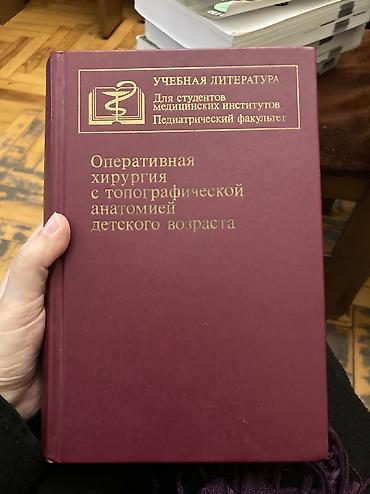 УЧЕБНАЯ ЛИТЕРАТУРА
Для студентов
медицинских институтов
Педиатрический факультет
Оперативная
хирургия
с топографической
анатомией
детского возраста